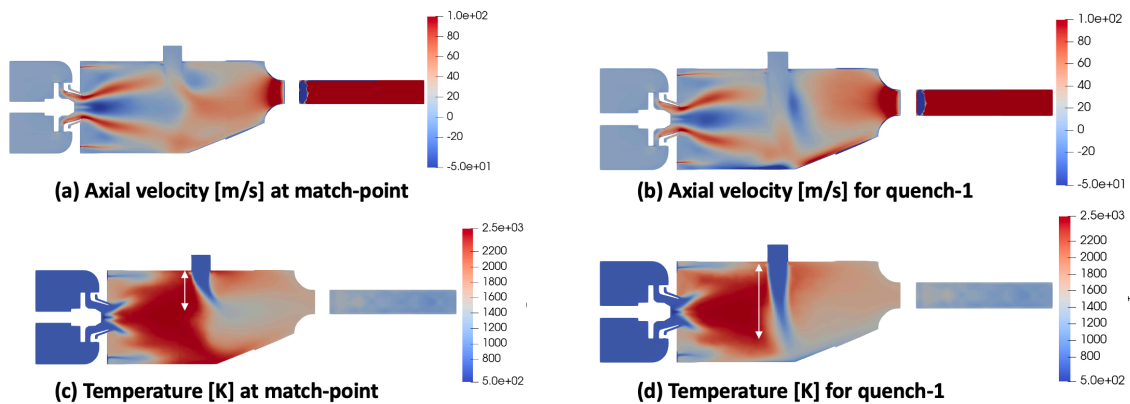 1.0e+02
80
60
40
20
0
-20
-5.0e+01
(a) Axial velocity [m/s] at match-point
1.0e+02
80
60
40
20
0
-20
-5.0e+01
(b) Axial velocity [m/s] for quench-1
2.5e+03
2200
2000
1800
1600
1400
1200
1000
800
5.0e+02
(c) Temperature [K] at match-point
2.5e+03
2200
2000
1800
1600
1400
1200
1000
800
5.0e+02
(d) Temperature [K] for quench-1